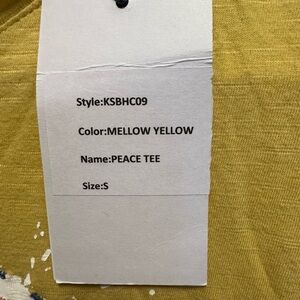 Style:KSBHC09
Color:MELLOW YELLOW
Name:PEACE TEE
Size:S